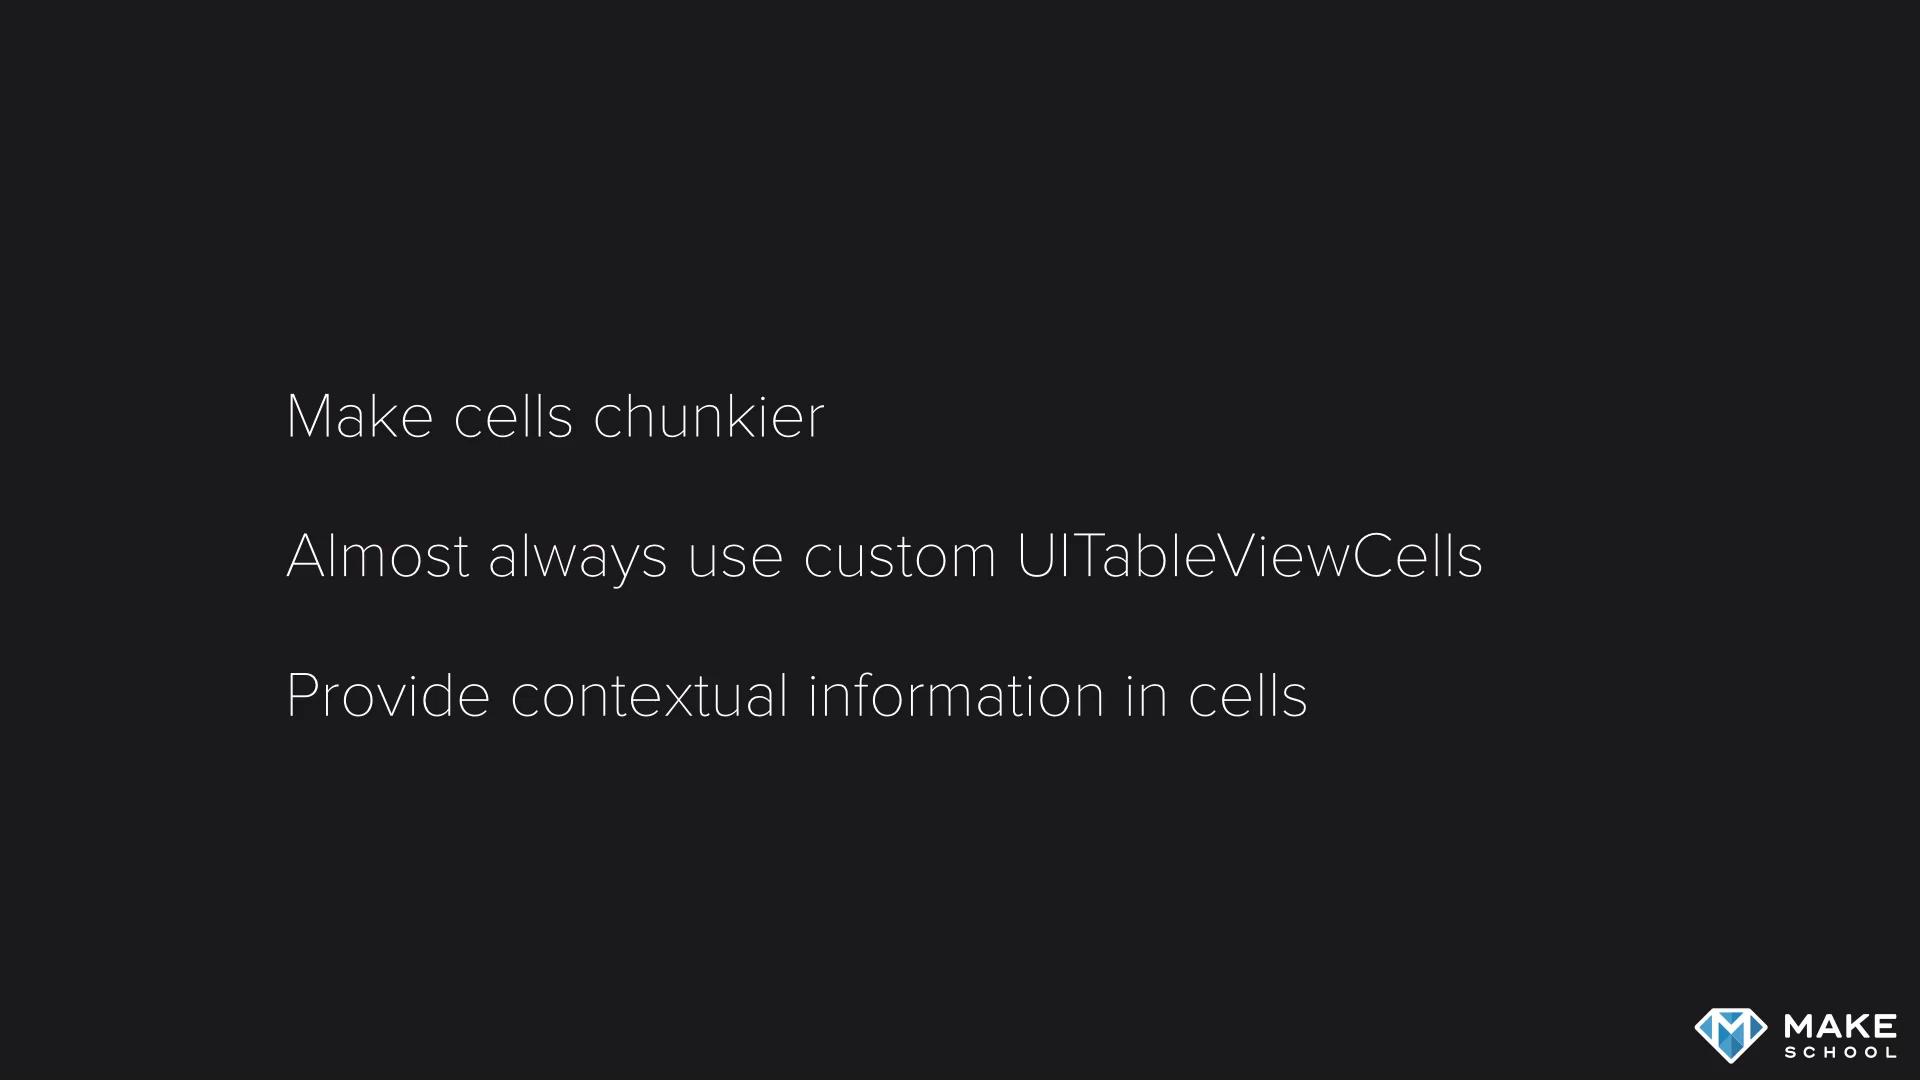 Make cells chunkier
Almost always use custom UITableViewCells
Provide contextual information in cells
MAKE
SCHOOL